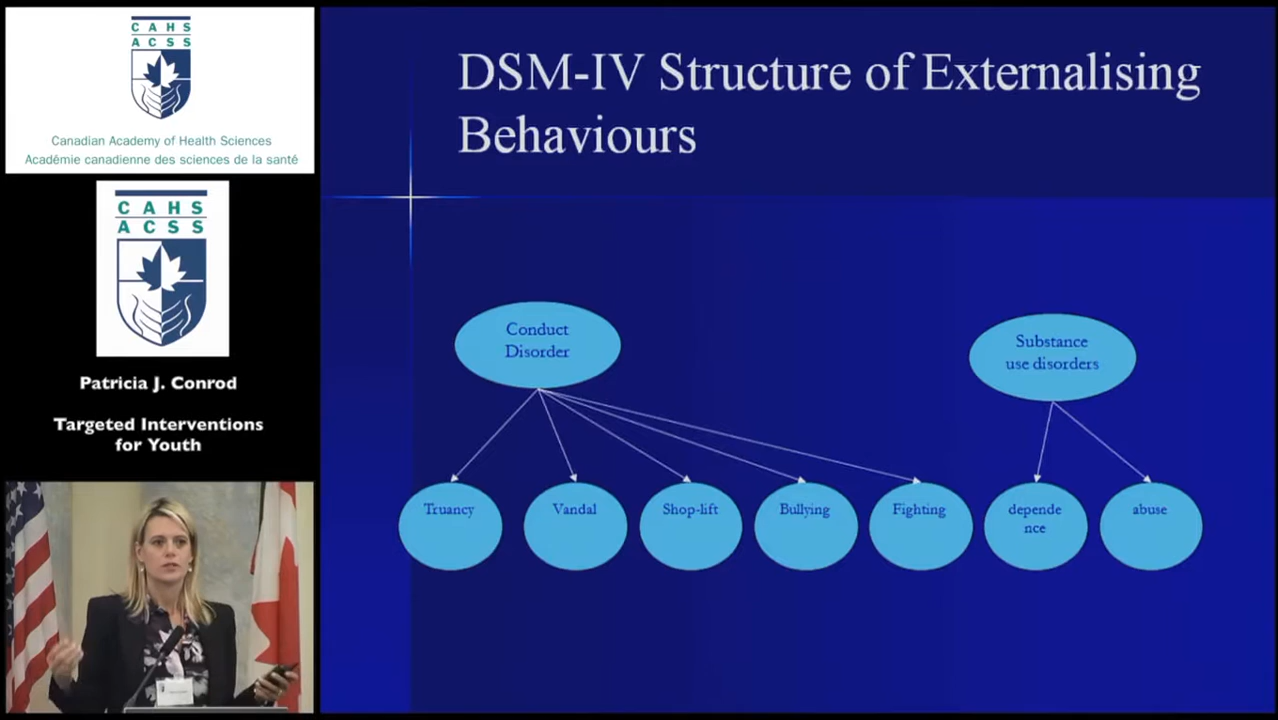 CAHS
ACSS
Canadian Academy of Health Sciences
Académie canadienne des sciences de la santé
CAHS
ACSS
Patricia J. Conrod
Targeted Interventions
for Youth
DSM-IV Structure of Externalising
Behaviours
Conduct
Disorder
Substance
use disorders
Truancy
Vandal
Shop-lift
Bullying
Fighting
depende
nce
abuse